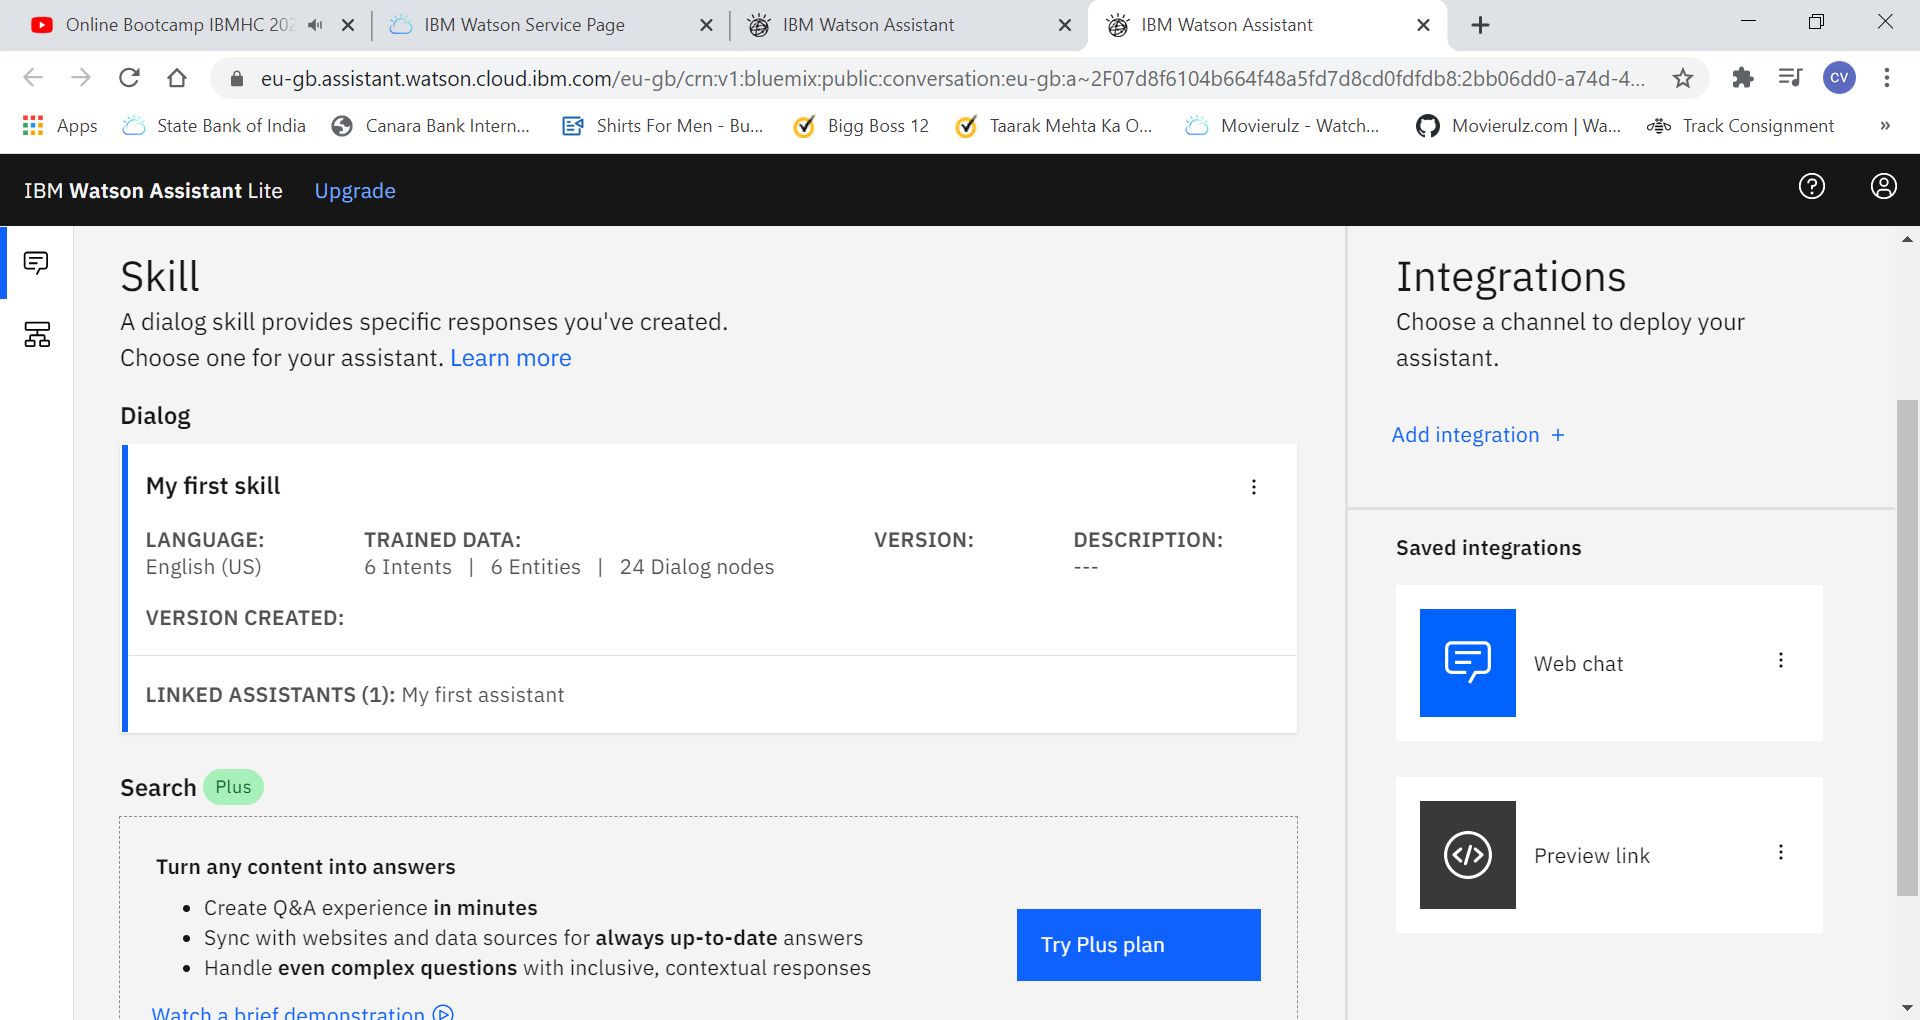 Online Bootcamp IBMHC 202
IBM Watson Service Page
IBM Watson Assistant
IBM Watson Assistant
eu-gb.assistant.watson.cloud.ibm.com/eu-gb/crn:v1:bluemix:public:conversation:eu-gb:a~2F07d8f6104b664f48a5fd7d8cd0fdfdb8:2bb06dd0-a74d-4...
CV
Apps
State Bank of India
Canara Bank Intern...
Shirts For Men - Bu...
Bigg Boss 12
Taarak Mehta Ka O...
Movierulz - Watch...
Movierulz.com | Wa...
Track Consignment
»
IBM Watson Assistant Lite
Upgrade
Skill
A dialog skill provides specific responses you've created.
Choose one for your assistant. Learn more
Dialog
My first skill
LANGUAGE: TRAINED DATA: VERSION: DESCRIPTION:
English (US) 6 Intents | 6 Entities | 24 Dialog nodes ---
VERSION CREATED:
LINKED ASSISTANTS (1): My first assistant
Search Plus
Turn any content into answers
• Create Q&A experience in minutes
• Sync with websites and data sources for always up-to-date answers
• Handle even complex questions with inclusive, contextual responses
Try Plus plan
Watch a brief demonstration
Integrations
Choose a channel to deploy your
assistant.
Add integration +
Saved integrations
Web chat
Preview link